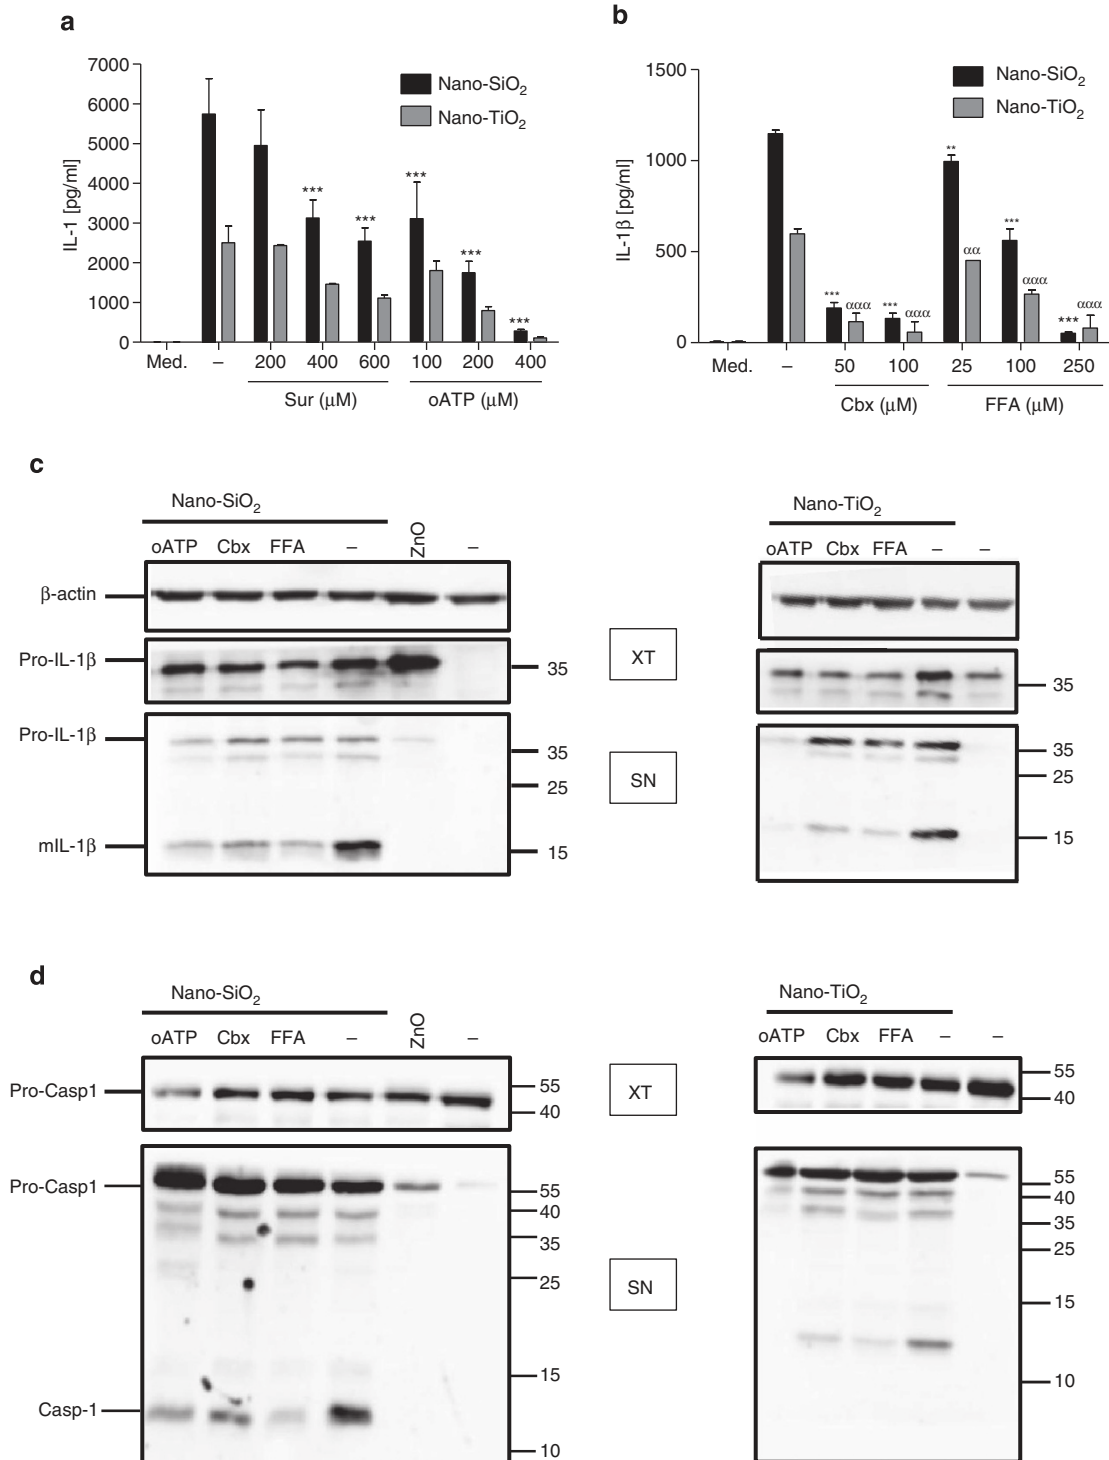 a
7000
6000
5000
4000
3000
2000
1000
0
IL-1 [pg/ml]
Nano-SiO2
Nano-TiO2
*** *** *** *** ***
Med. – 200 400 600 100 200 400
Sur (μM) oATP (μM)
b
1500
1000
500
0
IL-1β [pg/ml]
Nano-SiO2
Nano-TiO2
*** ααα *** ααα ** αα *** ααα *** ααα
Med. – 50 100 25 100 250
Cbx (μM) FFA (μM)
c
Nano-SiO2
oATP Cbx FFA – ZnO –
β-actin
Pro-IL-1β
35
Pro-IL-1β
35
25
mIL-1β
15
XT
SN
Nano-TiO2
oATP Cbx FFA – –
35
35
25
15
d
Nano-SiO2
oATP Cbx FFA – ZnO –
Pro-Casp1
55
40
Pro-Casp1
55
40
35
25
15
Casp-1
10
XT
SN
Nano-TiO2
oATP Cbx FFA – –
55
40
55
40
35
25
15
10